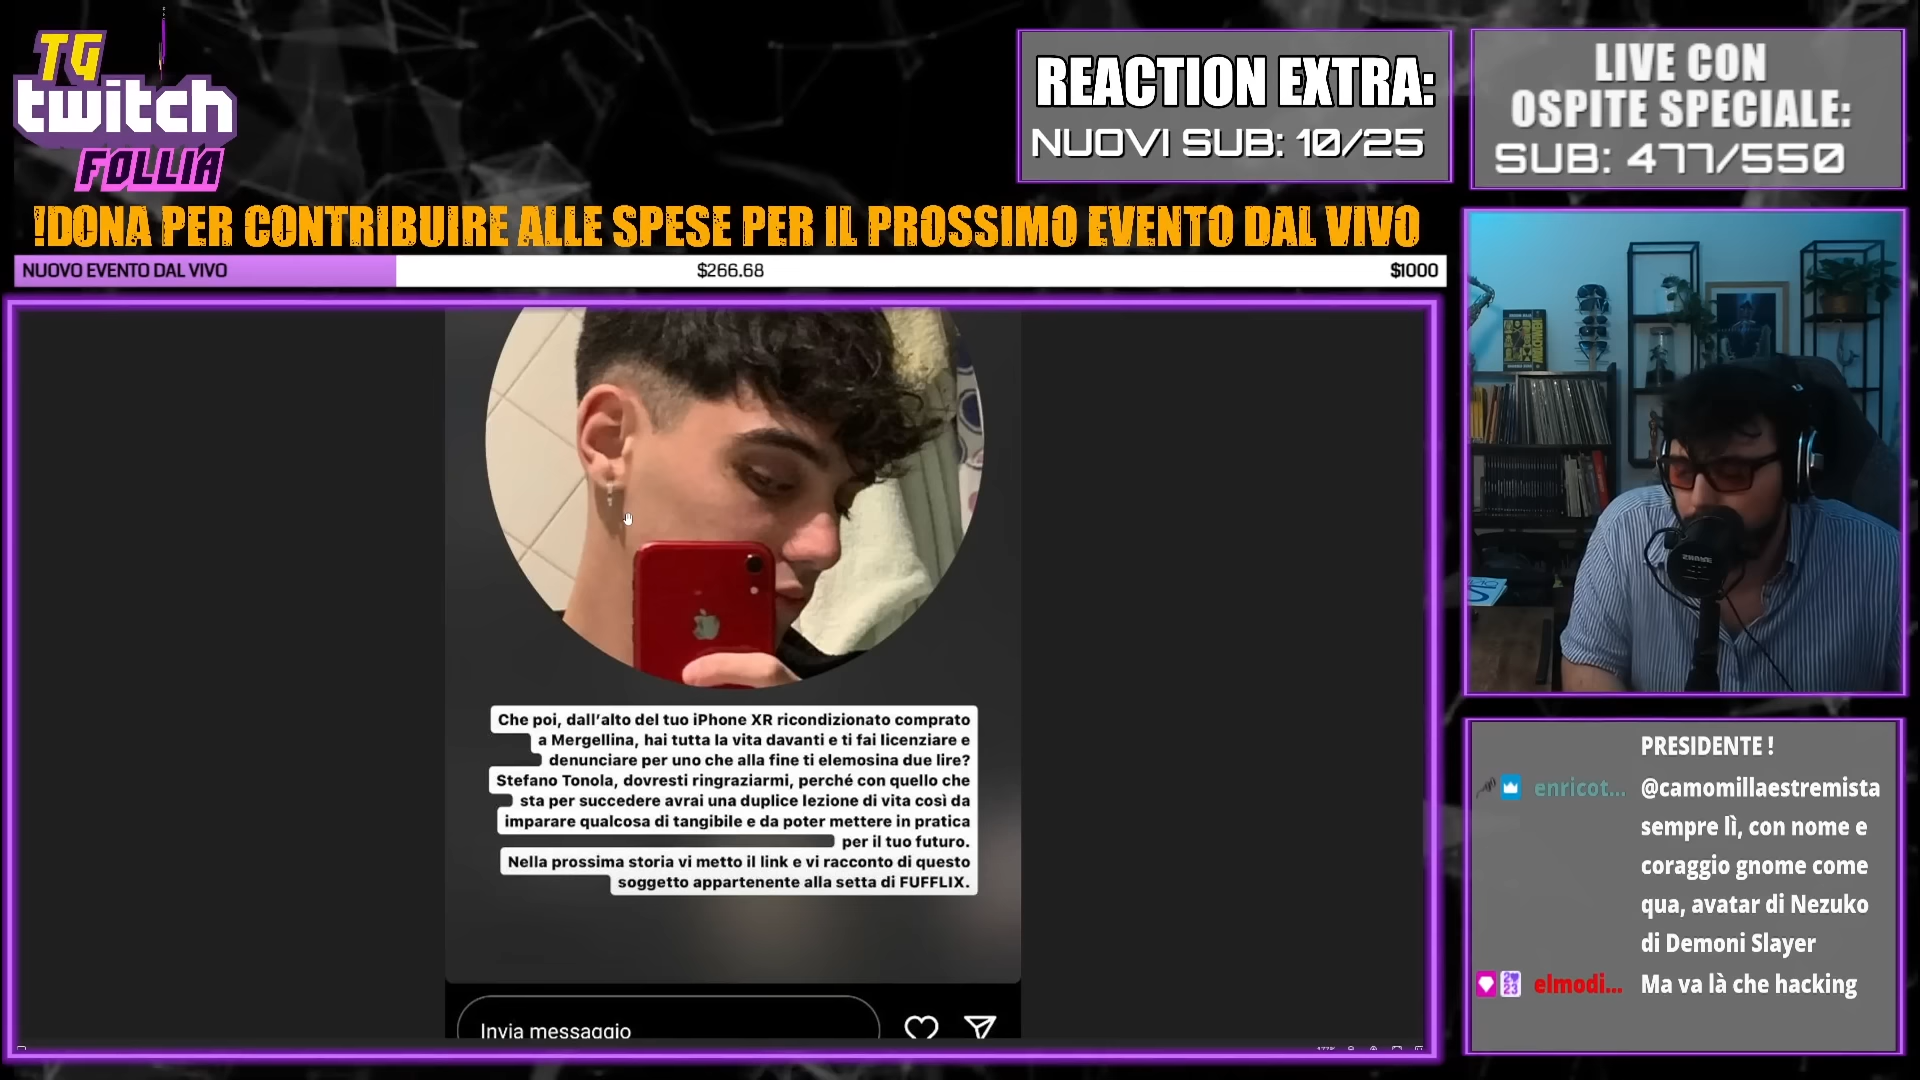 TG
twitch
FOLLIA
REACTION EXTRA:
NUOVI SUB: 10/25
LIVE CON
OSPITE SPECIALE:
SUB: 477/550
!DONA PER CONTRIBUIRE ALLE SPESE PER IL PROSSIMO EVENTO DAL VIVO
NUOVO EVENTO DAL VIVO $266.68 $1000
Che poi, dall'alto del tuo iPhone XR ricondizionato comprato
a Mergellina, hai tutta la vita davanti e ti fai licenziare e
denunciare per uno che alla fine ti elemosina due lire?
Stefano Tonola, dovresti ringraziarmi, perché con quello che
sta per succedere avrai una duplice lezione di vita così da
imparare qualcosa di tangibile e da poter mettere in pratica
per il tuo futuro.
Nella prossima storia vi metto il link e vi racconto di questo
soggetto appartenente alla setta di FUFFLIX.
Invia messaggio
PRESIDENTE !
enricot... @camomillaestremista
sempre lì, con nome e
coraggio gnome come
qua, avatar di Nezuko
di Demoni Slayer
elmodi... Ma va là che hacking